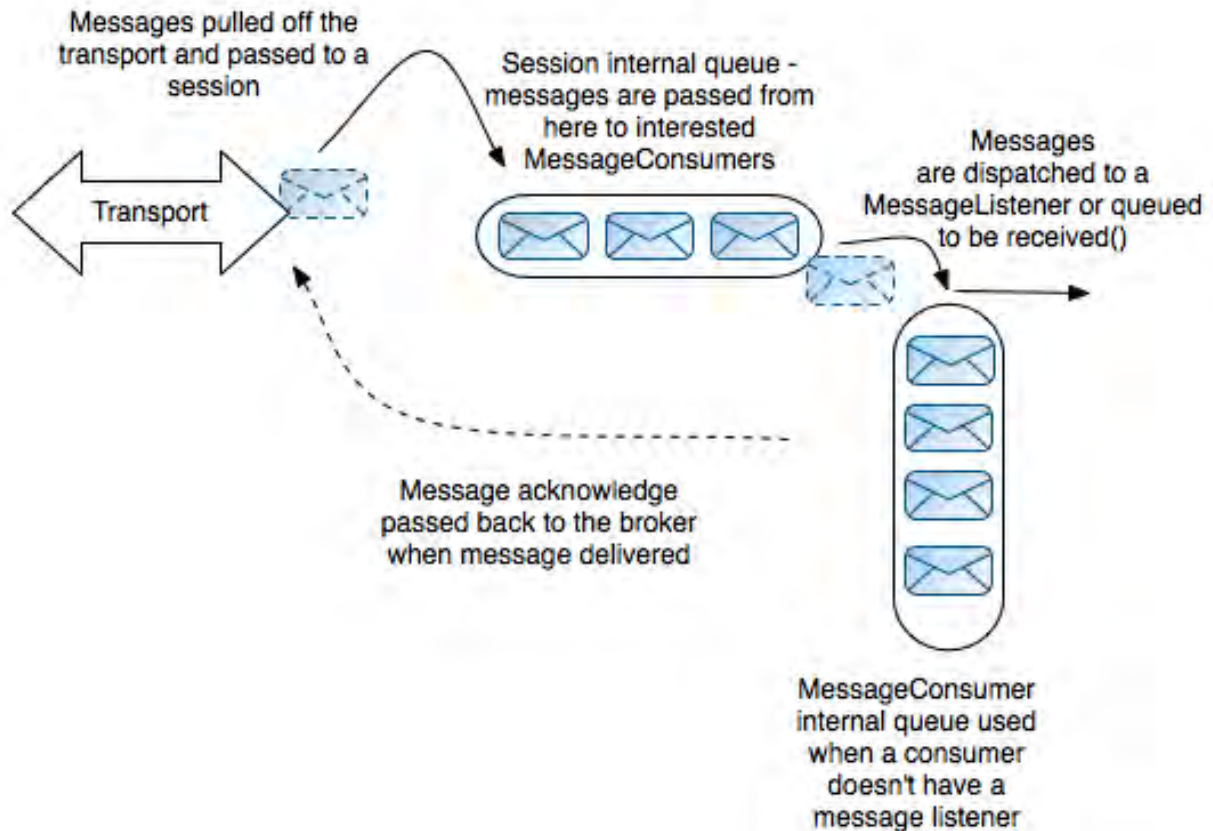 Messages pulled off the
transport and passed to a
session
Session internal queue -
messages are passed from
here to interested
MessageConsumers
Messages
are dispatched to a
MessageListener or queued
to be received()
Transport
Message acknowledge
passed back to the broker
when message delivered
MessageConsumer
internal queue used
when a consumer
doesn't have a
message listener